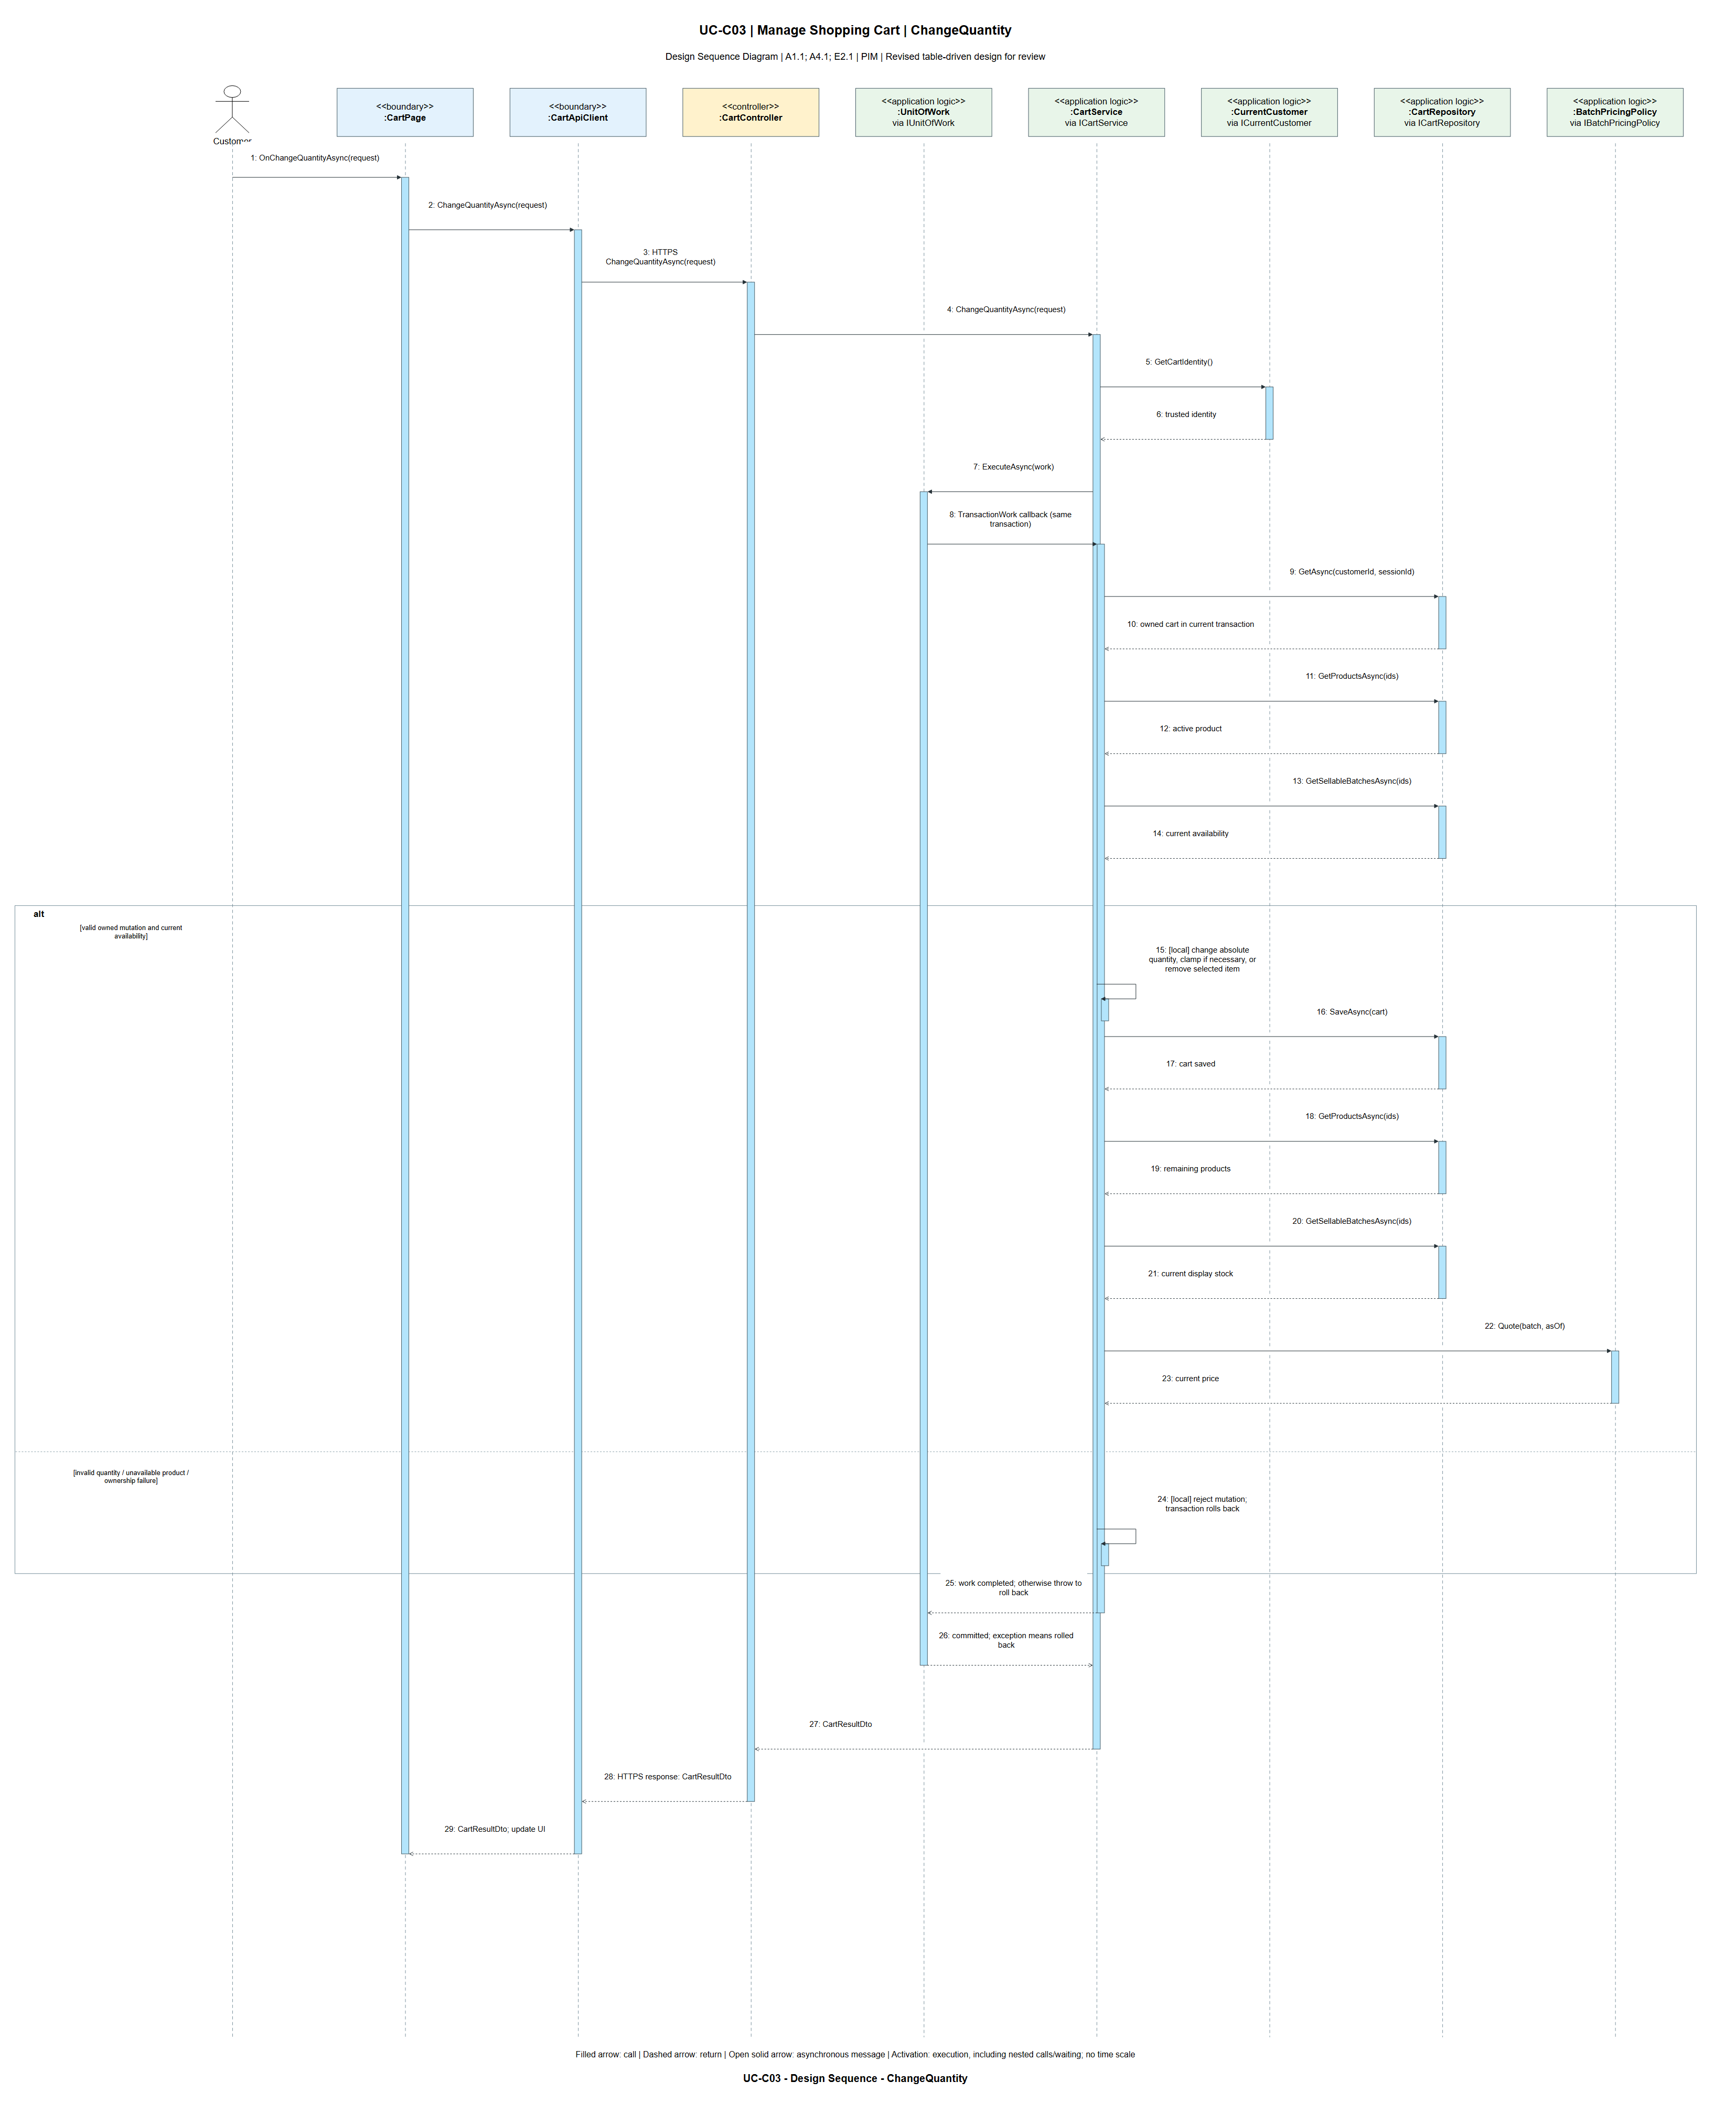 UC-C03 | Manage Shopping Cart | ChangeQuantity
Design Sequence Diagram | A1.1; A4.1; E2.1 | PIM | Revised table-driven design for review
Customer
<<boundary>>
:CartPage
<<boundary>>
:CartApiClient
<<controller>>
:CartController
<<application logic>>
:UnitOfWork
via IUnitOfWork
<<application logic>>
:CartService
via ICartService
<<application logic>>
:CurrentCustomer
via ICurrentCustomer
<<application logic>>
:CartRepository
via ICartRepository
<<application logic>>
:BatchPricingPolicy
via IBatchPricingPolicy
1: OnChangeQuantityAsync(request)
2: ChangeQuantityAsync(request)
3: HTTPS
ChangeQuantityAsync(request)
4: ChangeQuantityAsync(request)
5: GetCartIdentity()
6: trusted identity
7: ExecuteAsync(work)
8: TransactionWork callback (same
transaction)
9: GetAsync(customerId, sessionId)
10: owned cart in current transaction
11: GetProductsAsync(ids)
12: active product
13: GetSellableBatchesAsync(ids)
14: current availability
alt
[valid owned mutation and current
availability]
15: [local] change absolute
quantity, clamp if necessary, or
remove selected item
16: SaveAsync(cart)
17: cart saved
18: GetProductsAsync(ids)
19: remaining products
20: GetSellableBatchesAsync(ids)
21: current display stock
22: Quote(batch, asOf)
23: current price
[invalid quantity / unavailable product /
ownership failure]
24: [local] reject mutation;
transaction rolls back
25: work completed; otherwise throw to
roll back
26: committed; exception means rolled
back
27: CartResultDto
28: HTTPS response: CartResultDto
29: CartResultDto; update UI
Filled arrow: call | Dashed arrow: return | Open solid arrow: asynchronous message | Activation: execution, including nested calls/waiting; no time scale
UC-C03 - Design Sequence - ChangeQuantity